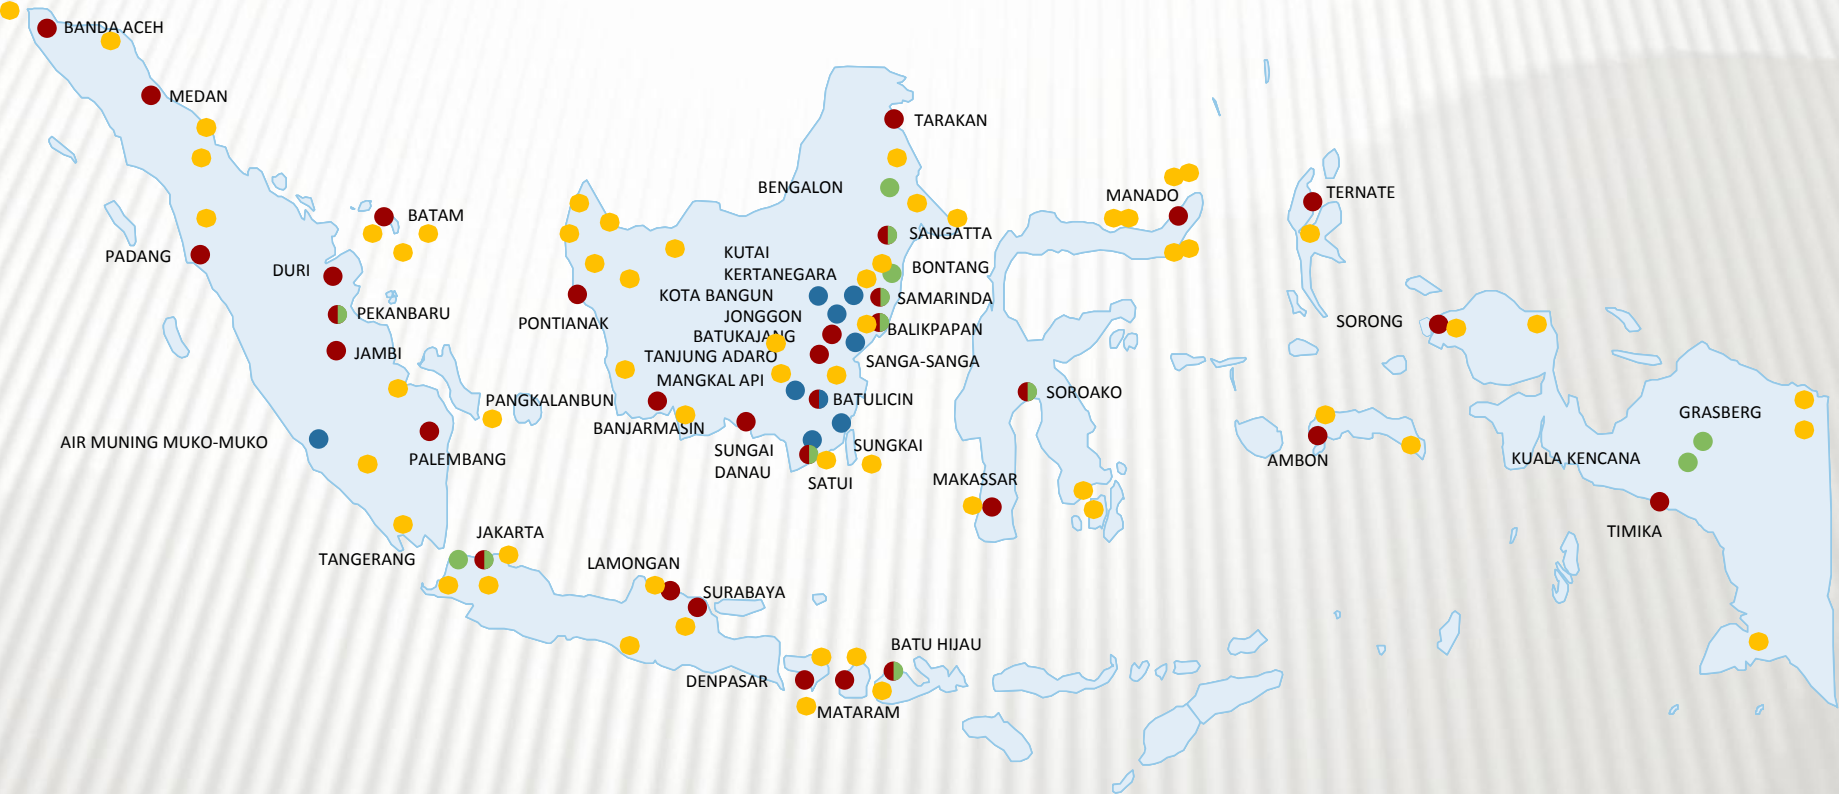 BANDA ACEH
MEDAN
TARAKAN
BENGALON
MANADO
TERNATE
BATAM
SANGATTA
PADANG
KUTAI
KERTANEGARA
DURI
BONTANG
KOTA BANGUN
SAMARINDA
PEKANBARU
JONGGON
PONTIANAK
SORONG
BALIKPAPAN
BATUKAJANG
JAMBI
TANJUNG ADARO
SANGA-SANGA
MANGKAL API
SOROAKO
PANGKALANBUN
BATULICIN
GRASBERG
BANJARMASIN
AIR MUNING MUKO-MUKO
SUNGKAI
SUNGAI
DANAU
PALEMBANG
AMBON
KUALA KENCANA
MAKASSAR
SATUI
JAKARTA
TIMIKA
TANGERANG
LAMONGAN
SURABAYA
BATU HIJAU
DENPASAR
MATARAM